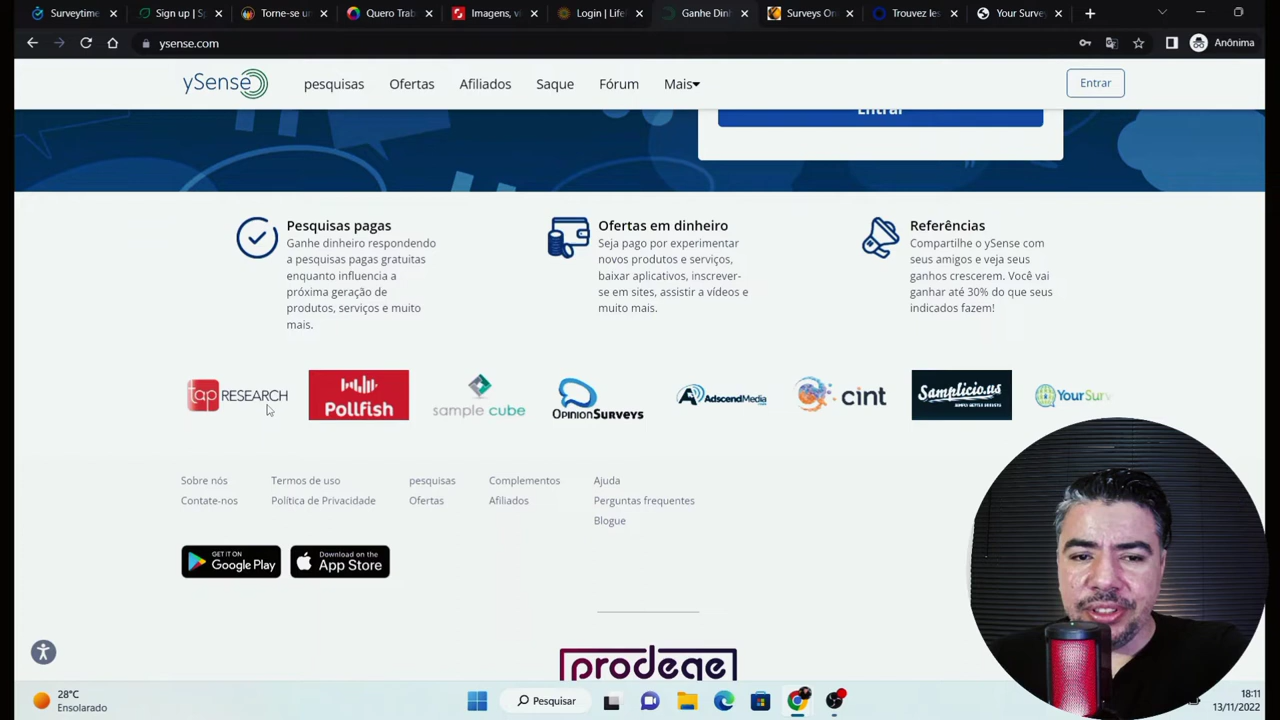 Surveytime
Sign up | S
Torne-se u
Quero Trab
Imagens, v
Login | Life
Ganhe Dinh
Surveys On
Trouvez les
Your Survey
ysense.com
Anônima
ySense
pesquisas
Ofertas
Afiliados
Saque
Fórum
Mais
Entrar
Entrar
Pesquisas pagas
Ganhe dinheiro respondendo
a pesquisas pagas gratuitas
enquanto influencia a
próxima geração de
produtos, serviços e muito
mais.
Ofertas em dinheiro
Seja pago por experimentar
novos produtos e serviços,
baixar aplicativos, inscrever-
se em sites, assistir a vídeos e
muito mais.
Referências
Compartilhe o ySense com
seus amigos e veja seus
ganhos crescerem. Você vai
ganhar até 30% do que seus
indicados fazem!
tap RESEARCH
Pollfish
sample cube
OPINIONSURVEYS
AdscendMedia
cint
Samplicio.us
YourSurv
Sobre nós
Termos de uso
pesquisas
Complementos
Ajuda
Contate-nos
Política de Privacidade
Ofertas
Afiliados
Perguntas frequentes
Blogue
GET IT ON
Google Play
Download on the
App Store
prodege
28°C
Ensolarado
Pesquisar
18:11
13/11/2022